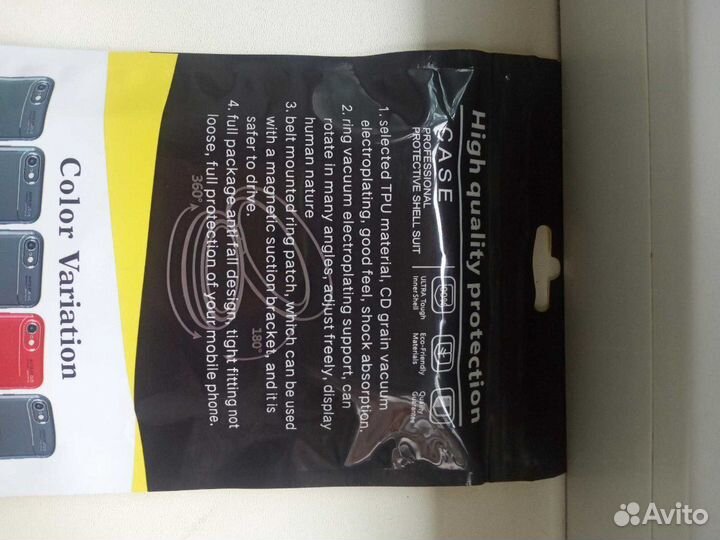 High quality protection
CASE
PROFESSIONAL
PROTECTIVE SHELL SUIT
ULTRA Tough
Inner Shell
Eco-Friendly
Materials
Quality
Guarantee
1. selected TPU material, CD grain vacuum
electroplating, good feel, shock absorption.
2. ring vacuum electroplating support, can
rotate in many angles, adjust freely, display
human nature
3. belt mounted ring patch, which can be used
with a magnetic suction bracket, and it is
safer to drive.
4. full package anti fall design, tight fitting not
loose, full protection of your mobile phone.
360°
180°
Color Variation
Avito